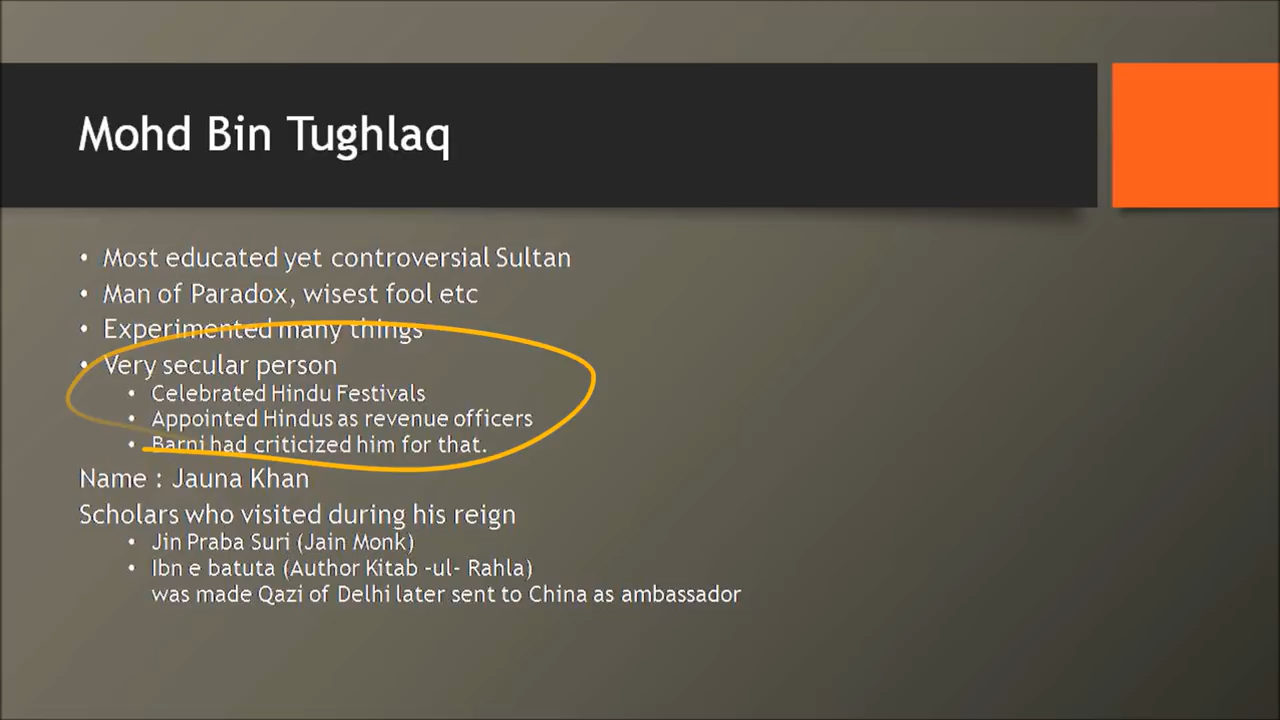 Mohd Bin Tughlaq
• Most educated yet controversial Sultan
• Man of Paradox, wisest fool etc
• Experimented many things
• Very secular person
• Celebrated Hindu Festivals
• Appointed Hindus as revenue officers
• Barni had criticized him for that.
Name : Jauna Khan
Scholars who visited during his reign
• Jin Praba Suri (Jain Monk)
• Ibn e batuta (Author Kitab -ul- Rahla)
was made Qazi of Delhi later sent to China as ambassador